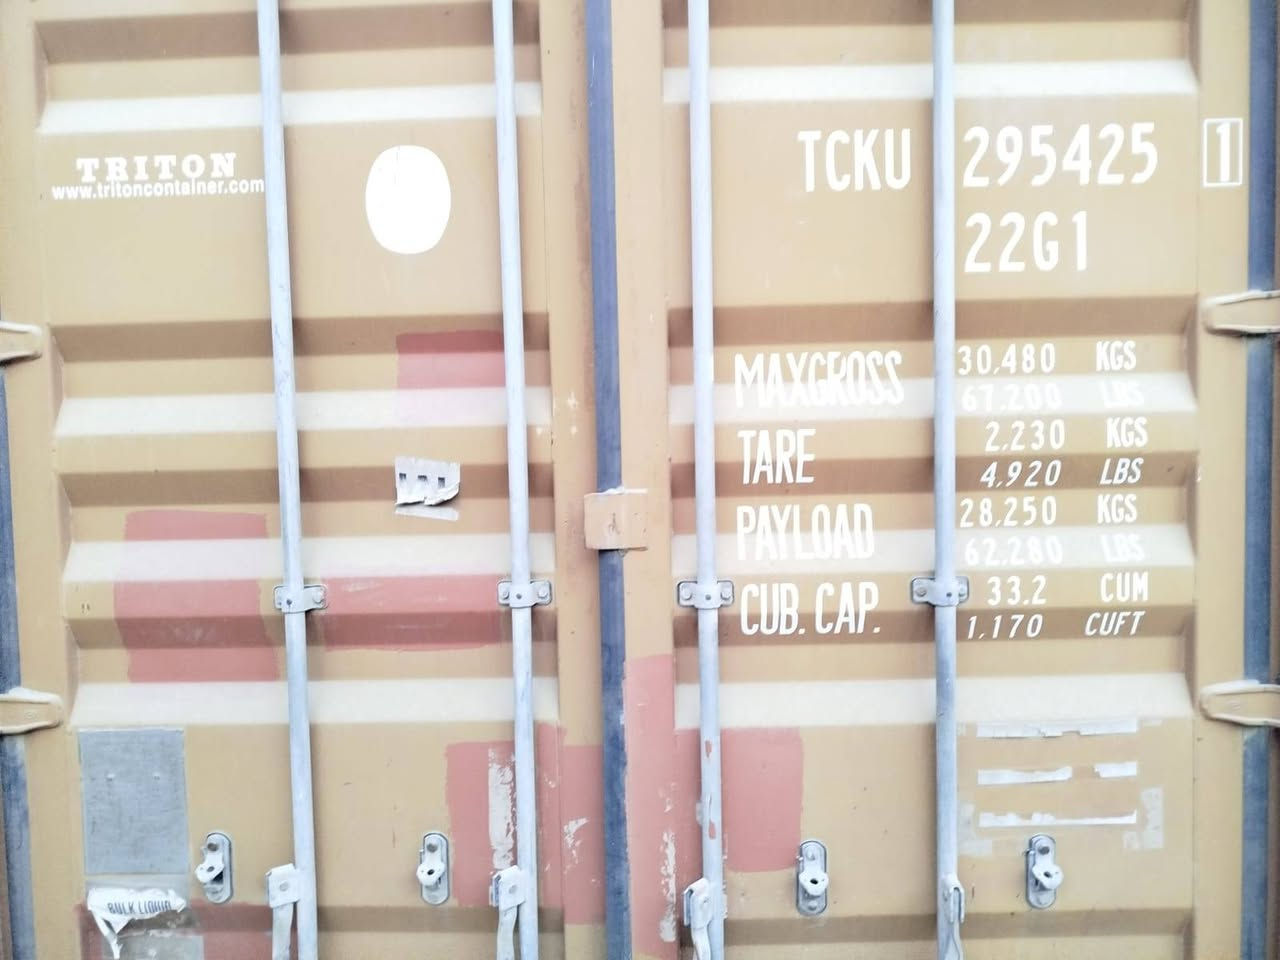 TRITON
www.tritoncontainer.com
TCKU 295425 1
22G1
MAXGROSS 30,480 KGS
67,200 LBS
TARE 2,230 KGS
4,920 LBS
PAYLOAD 28,250 KGS
62,280 LBS
CUB. CAP. 33.2 CUM
1,170 CUFT
BULK LIQUID